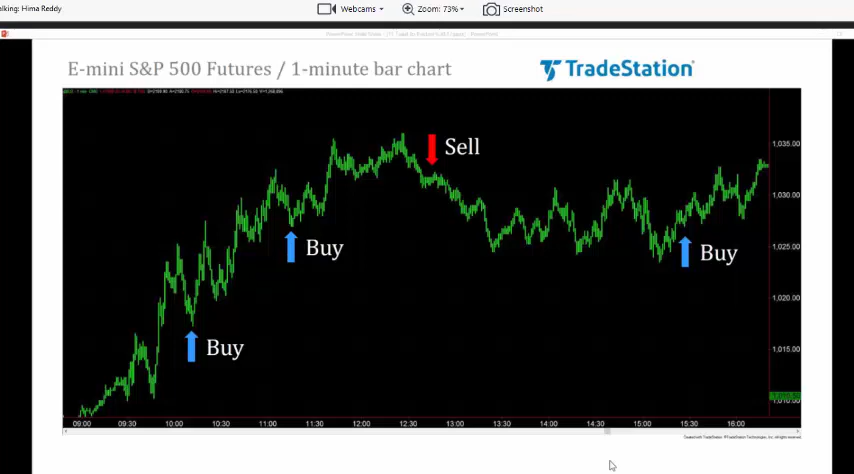 alking: Hima Reddy
Webcams
Zoom: 73%
Screenshot
E-mini S&P 500 Futures / 1-minute bar chart
TradeStation
Sell
1,035.00
1,030.00
Buy
Buy
1,025.00
1,020.00
Buy
1,015.00
1,010.00
09:00 09:30 10:00 10:30 11:00 11:30 12:00 12:30 13:00 13:30 14:00 14:30 15:00 15:30 16:00